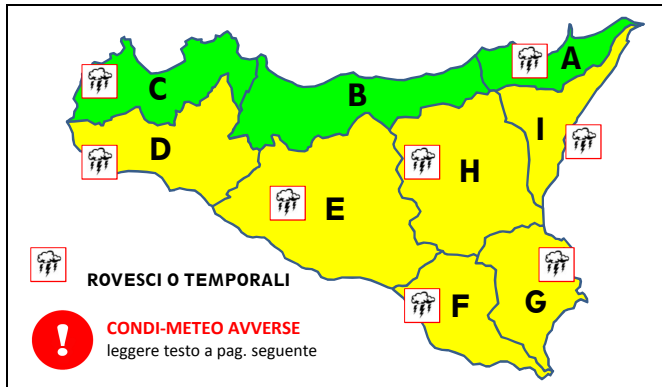 A
C
B
I
D
H
E
ROVESCI O TEMPORALI
F
G
!
CONDI-METEO AVVERSE
leggere testo a pag. seguente